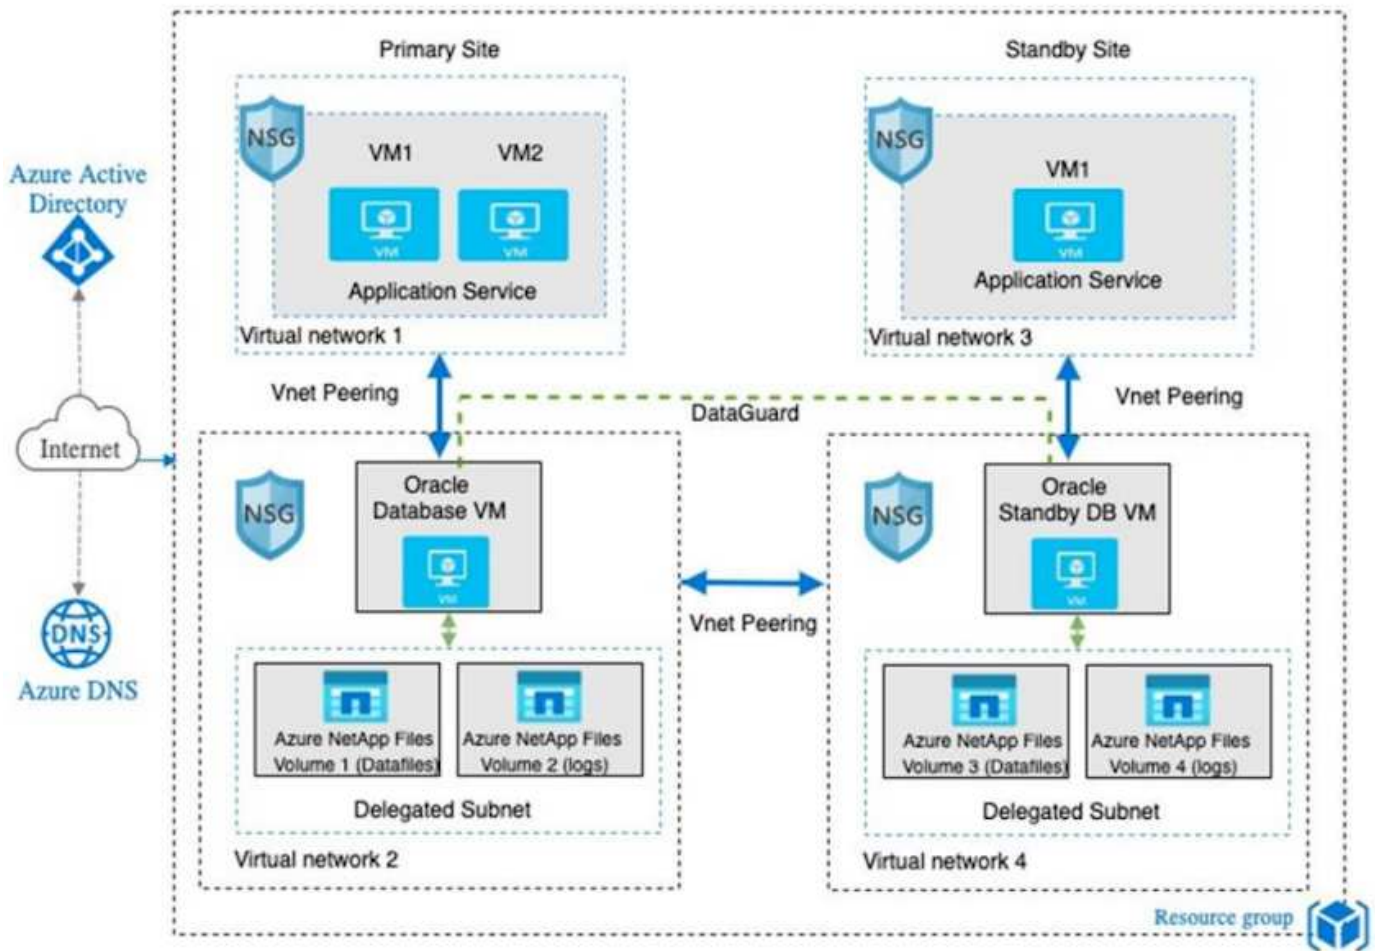 Primary Site
Standby Site
NSG
VM1
VM2
NSG
VM1
Azure Active
Directory
VM
VM
VM
Application Service
Application Service
Virtual network 1
Virtual network 3
Vnet Peering
Vnet Peering
DataGuard
Internet
NSG
Oracle
Database VM
VM
NSG
Oracle
Standby DB VM
VM
Vnet Peering
DNS
Azure DNS
Azure NetApp Files
Volume 1 (Datafiles)
Azure NetApp Files
Volume 2 (logs)
Azure NetApp Files
Volume 3 (Datafiles)
Azure NetApp Files
Volume 4 (logs)
Delegated Subnet
Delegated Subnet
Virtual network 2
Virtual network 4
Resource group